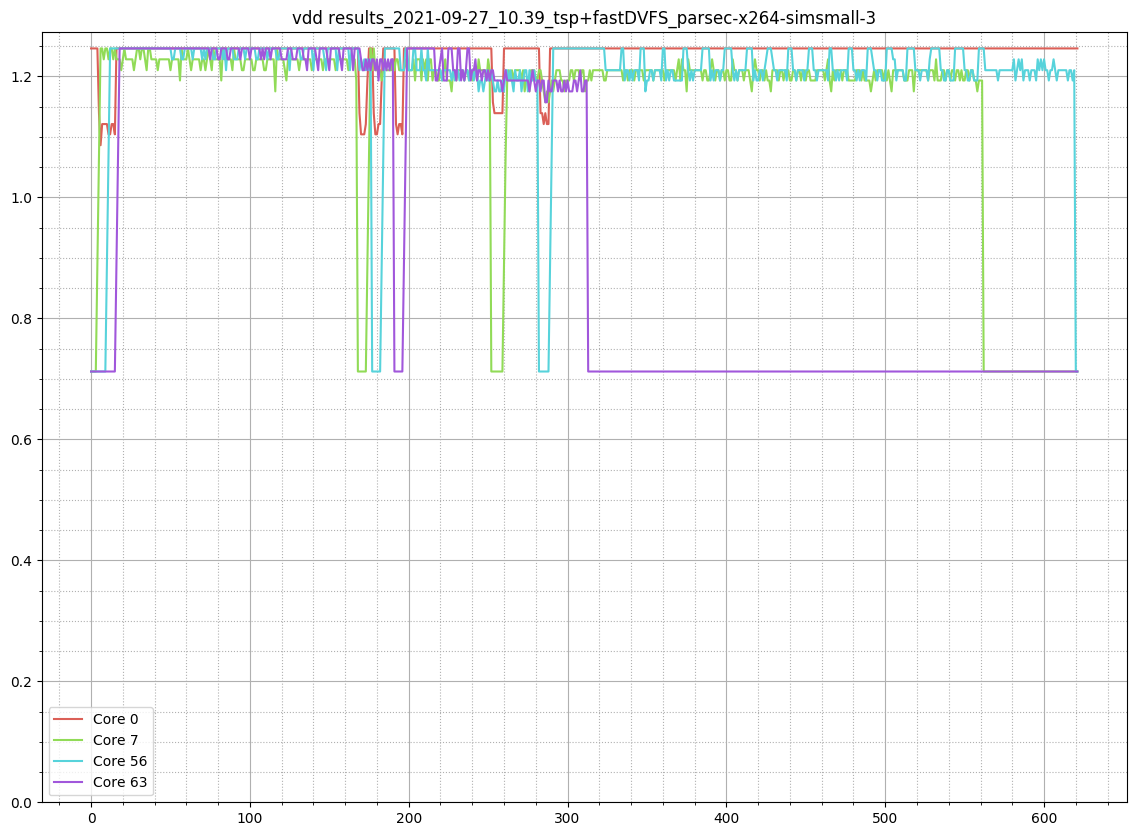 vdd results_2021-09-27_10.39_tsp+fastDVFS_parsec-x264-simsmall-3
1.2
1.0
0.8
0.6
0.4
0.2
0.0
Core 0
Core 7
Core 56
Core 63
0 100 200 300 400 500 600